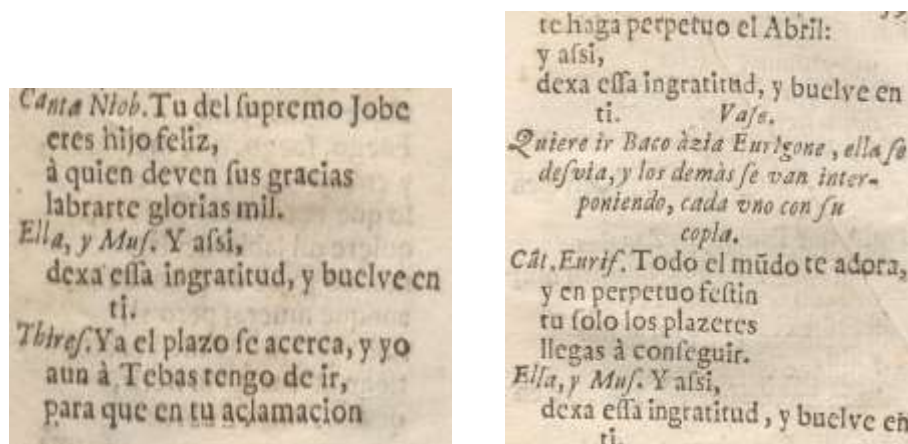 Canta Niob. Tu del ſupremo Jobe
eres hijo feliz,
à quien deven ſus gracias
labrarte glorias mil.
Ella, y Muſ. Y aſsi,
dexa eſſa ingratitud, y buelve en
ti.
Thireſ. Ya el plazo ſe acerca, y yo
aun à Tebas tengo de ir,
para que en tu aclamacion
te haga perpetuo el Abril:
y aſsi,
dexa eſſa ingratitud, y buelve en
ti. Vaſe.
Quiere ir Baco àzia Eurigone, ella ſe
deſvia, y los demàs ſe van inter-
poniendo, cada vno con ſu
copla.
Cãt. Euriſ. Todo el mũdo te adora,
y en perpetuo feſtin
tu ſolo los plazeres
llegas à conſeguir.
Ella, y Muſ. Y aſsi,
dexa eſſa ingratitud, y buelve en
ti.